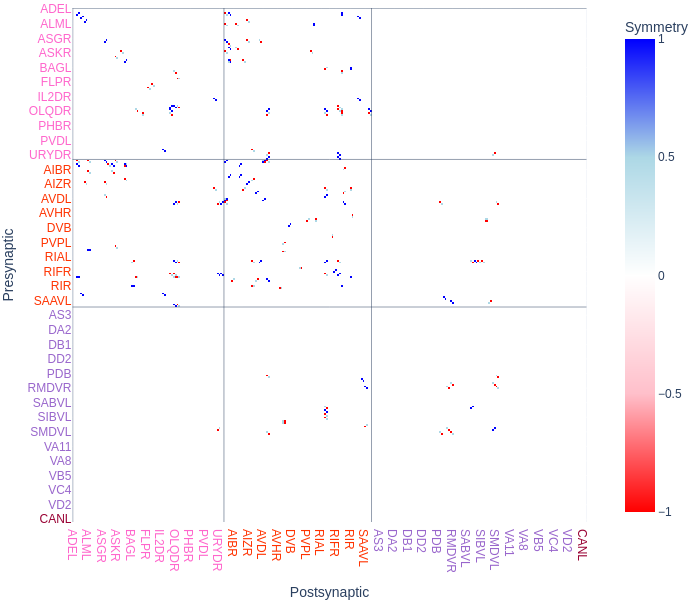 Symmetry
1
0.5
0
−0.5
−1
Presynaptic
ADEL
ALML
ASGR
ASKR
BAGL
FLPR
IL2DR
OLQDR
PHBR
PVDL
URYDR
AIBR
AIZR
AVDL
AVHR
DVB
PVPL
RIAL
RIFR
RIR
SAAVL
AS3
DA2
DB1
DD2
PDB
RMDVR
SABVL
SIBVL
SMDVL
VA11
VA8
VB5
VC4
VD2
CANL
ADEL
ALML
ASGR
ASKR
BAGL
FLPR
IL2DR
OLQDR
PHBR
PVDL
URYDR
AIBR
AIZR
AVDL
AVHR
DVB
PVPL
RIAL
RIFR
RIR
SAAVL
AS3
DA2
DB1
DD2
PDB
RMDVR
SABVL
SIBVL
SMDVL
VA11
VA8
VB5
VC4
VD2
CANL
Postsynaptic